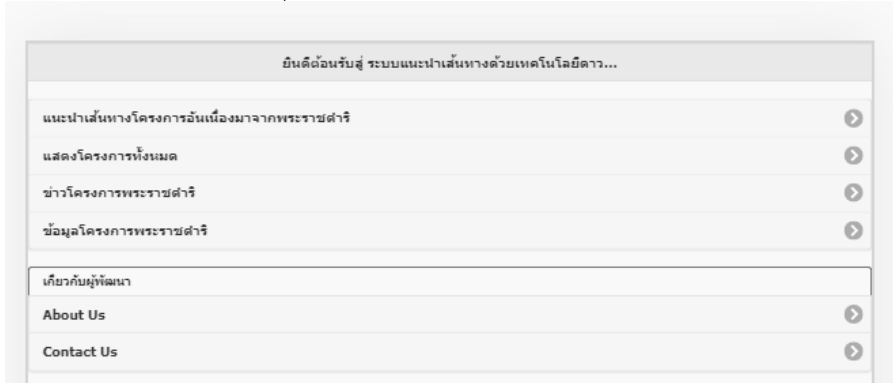 ยินดีต้อนรับสู่ ระบบแนะนำเส้นทางด้วยเทคโนโลยีดาว...
แนะนำเส้นทางโครงการอันเนื่องมาจากพระราชดำริ
แสดงโครงการทั้งหมด
ข่าวโครงการพระราชดำริ
ข้อมูลโครงการพระราชดำริ
เกี่ยวกับผู้พัฒนา
About Us
Contact Us